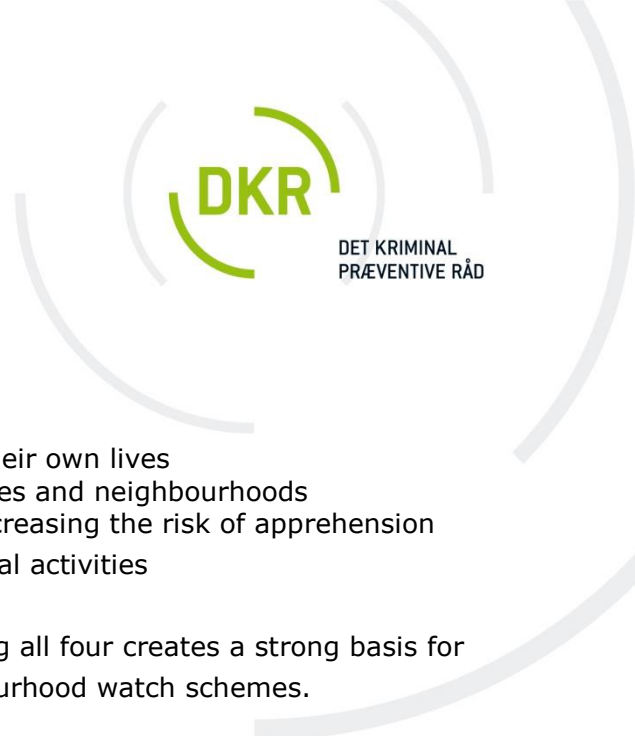 DKR
DET KRIMINAL
PRÆVENTIVE RÅD
eir own lives
es and neighbourhoods
creasing the risk of apprehension
al activities
g all four creates a strong basis for
urhood watch schemes.